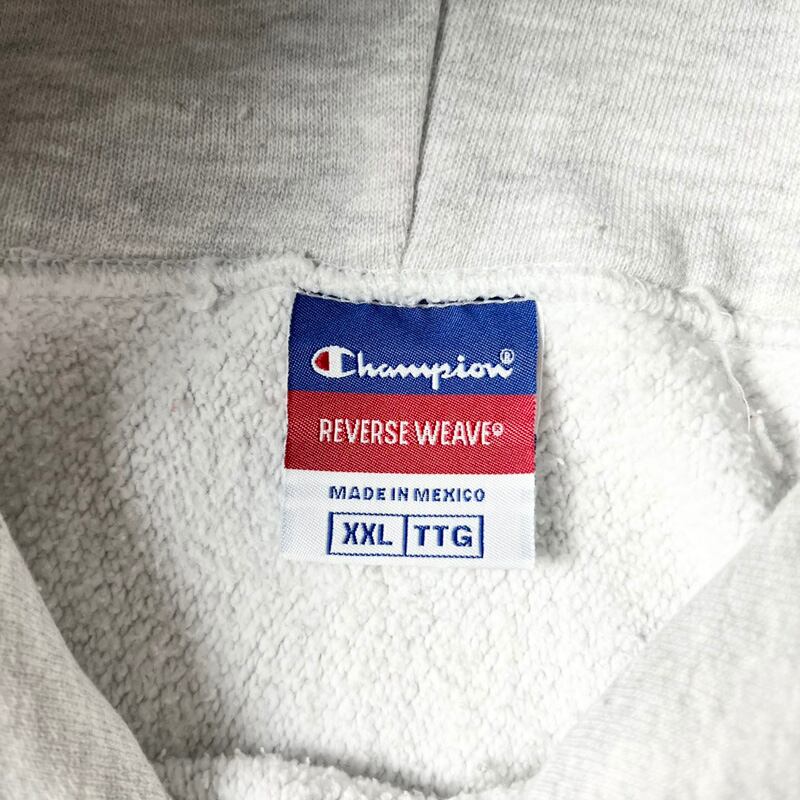 Champion®
REVERSE WEAVE®
MADE IN MEXICO
XXL TTG